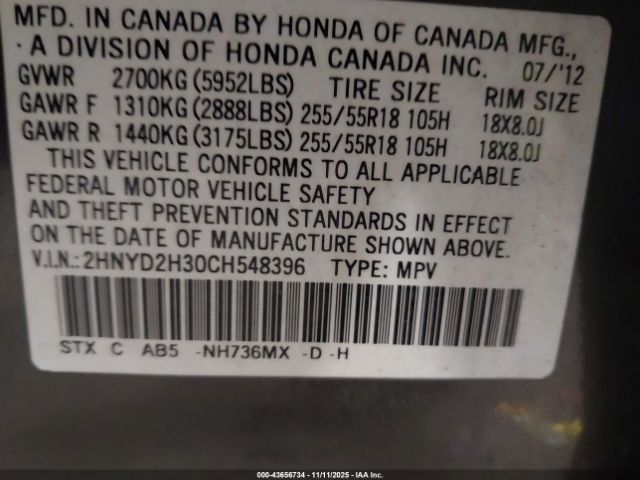 MFD. IN CANADA BY HONDA OF CANADA MFG.,
· A DIVISION OF HONDA CANADA INC. 07/'12
GVWR 2700KG (5952LBS) TIRE SIZE RIM SIZE
GAWR F 1310KG (2888LBS) 255/55R18 105H 18X8.0J
GAWR R 1440KG (3175LBS) 255/55R18 105H 18X8.0J
THIS VEHICLE CONFORMS TO ALL APPLICABLE
FEDERAL MOTOR VEHICLE SAFETY
AND THEFT PREVENTION STANDARDS IN EFFECT
ON THE DATE OF MANUFACTURE SHOWN ABOVE.
V.I.N.: 2HNYD2H30CH548396 TYPE: MPV
STX C AB5 -NH736MX -D -H
000-43656734 - 11/11/2025 - IAA Inc.